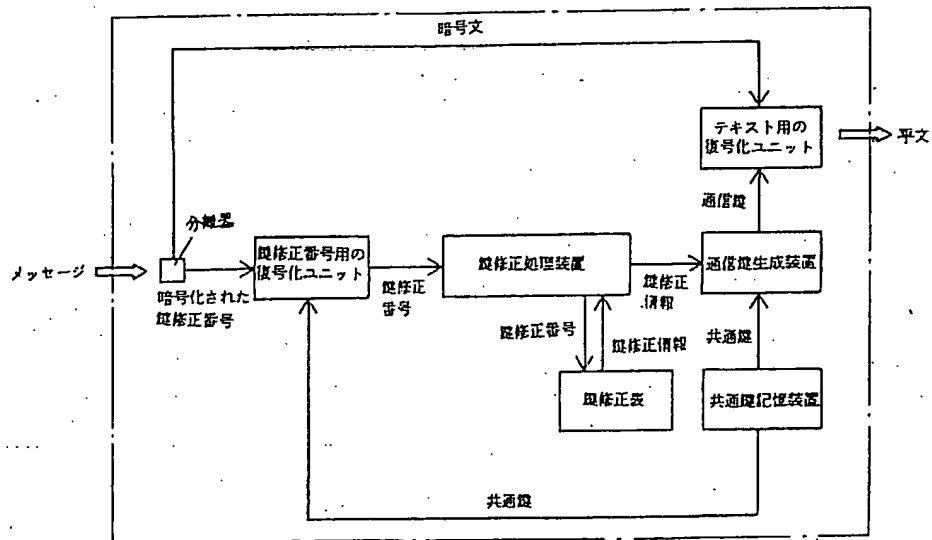 暗号文
テキスト用の
復号化ユニット
平文
通信鍵
分離器
メッセージ
鍵修正番号用の
復号化ユニット
鍵修正処理装置
通信鍵生成装置
暗号化された
鍵修正番号
鍵修正
番号
鍵修正
情報
鍵修正番号
鍵修正情報
共通鍵
鍵修正表
共通鍵記憶装置
共通鍵